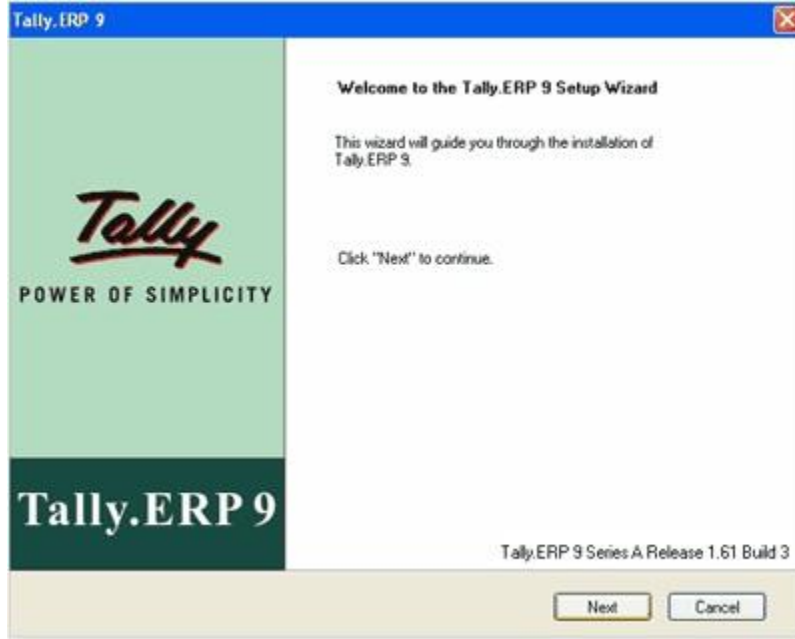 Tally.ERP 9
Welcome to the Tally.ERP 9 Setup Wizard
This wizard will guide you through the installation of
Tally.ERP 9.
Tally
POWER OF SIMPLICITY
Click "Next" to continue.
Tally.ERP 9
Tally.ERP 9 Series A Release 1.61 Build 3
Next
Cancel